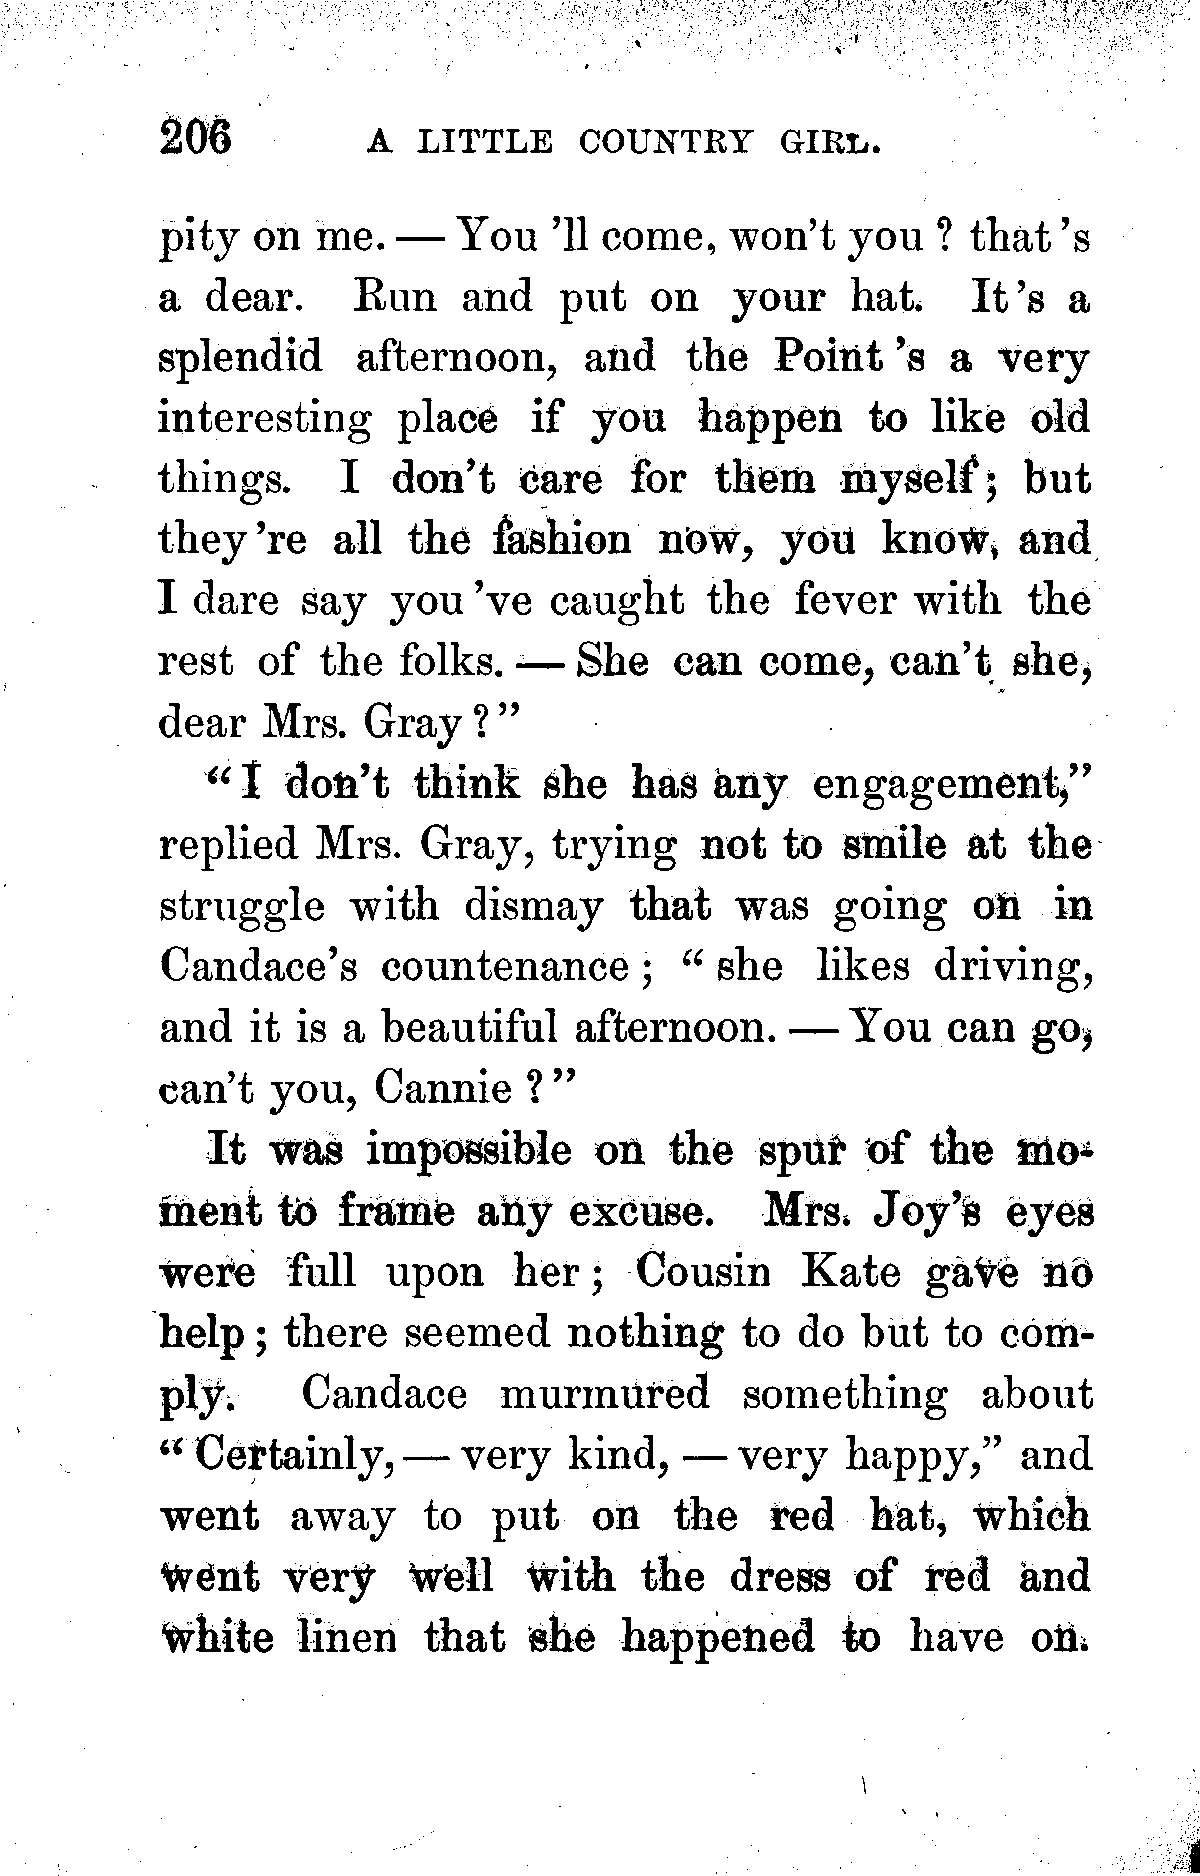 206 A LITTLE COUNTRY GIRL.
pity on me. — You 'll come, won't you ? that 's
a dear. Run and put on your hat. It 's a
splendid afternoon, and the Point 's a very
interesting place if you happen to like old
things. I don't care for them myself ; but
they 're all the fashion now, you know, and
I dare say you 've caught the fever with the
rest of the folks. — She can come, can't she,
dear Mrs. Gray ? "
" I don't think she has any engagement,"
replied Mrs. Gray, trying not to smile at the
struggle with dismay that was going on in
Candace's countenance ; " she likes driving,
and it is a beautiful afternoon. — You can go,
can't you, Cannie ? "
It was impossible on the spur of the mo-
ment to frame any excuse. Mrs. Joy's eyes
were full upon her ; Cousin Kate gave no
help ; there seemed nothing to do but to com-
ply. Candace murmured something about
" Certainly, — very kind, — very happy," and
went away to put on the red hat, which
went very well with the dress of red and
white linen that she happened to have on.